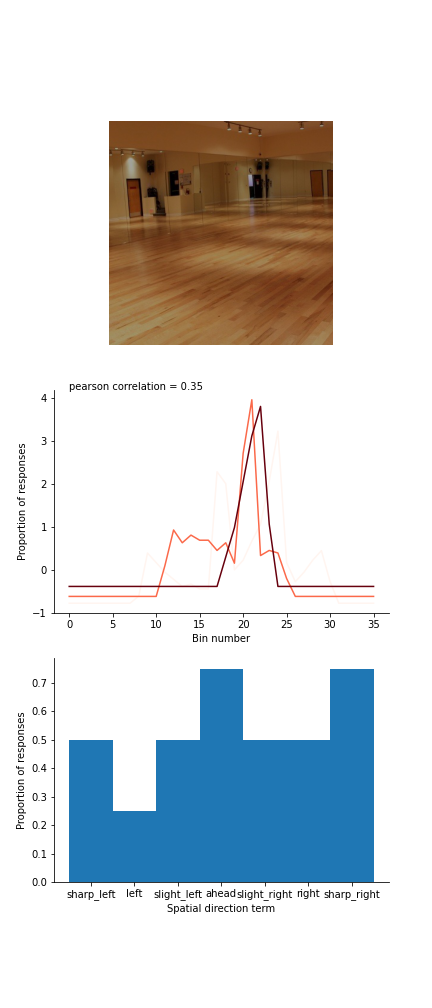 pearson correlation = 0.35
4
3
2
1
0
−1
Proportion of responses
0 5 10 15 20 25 30 35
Bin number
0.7
0.6
0.5
0.4
0.3
0.2
0.1
0.0
Proportion of responses
sharp_left left slight_left ahead slight_right right sharp_right
Spatial direction term